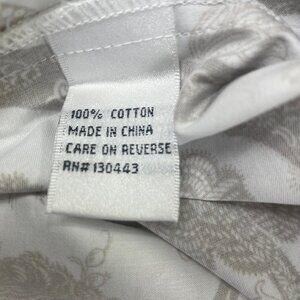 100% COTTON
MADE IN CHINA
CARE ON REVERSE
RN# 130443